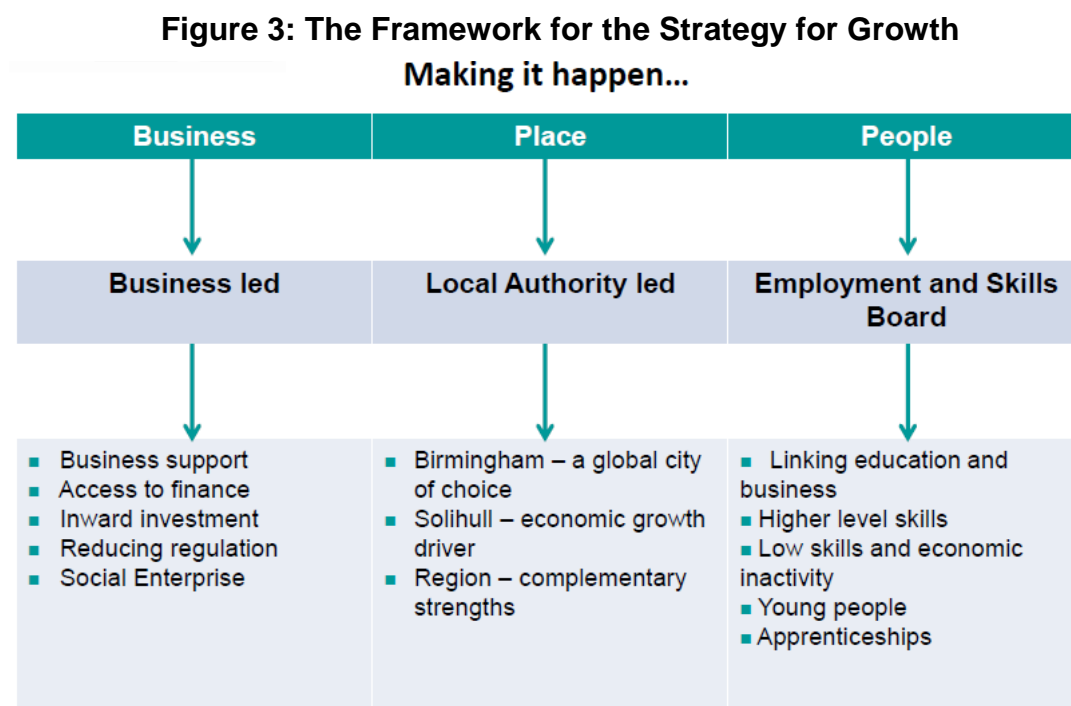 Figure 3: The Framework for the Strategy for Growth
Making it happen...
Business
Place
People
Business led
Local Authority led
Employment and Skills
Board
■ Business support
■ Access to finance
■ Inward investment
■ Reducing regulation
■ Social Enterprise
■ Birmingham – a global city
of choice
■ Solihull – economic growth
driver
■ Region – complementary
strengths
■ Linking education and
business
■ Higher level skills
■ Low skills and economic
inactivity
■ Young people
■ Apprenticeships